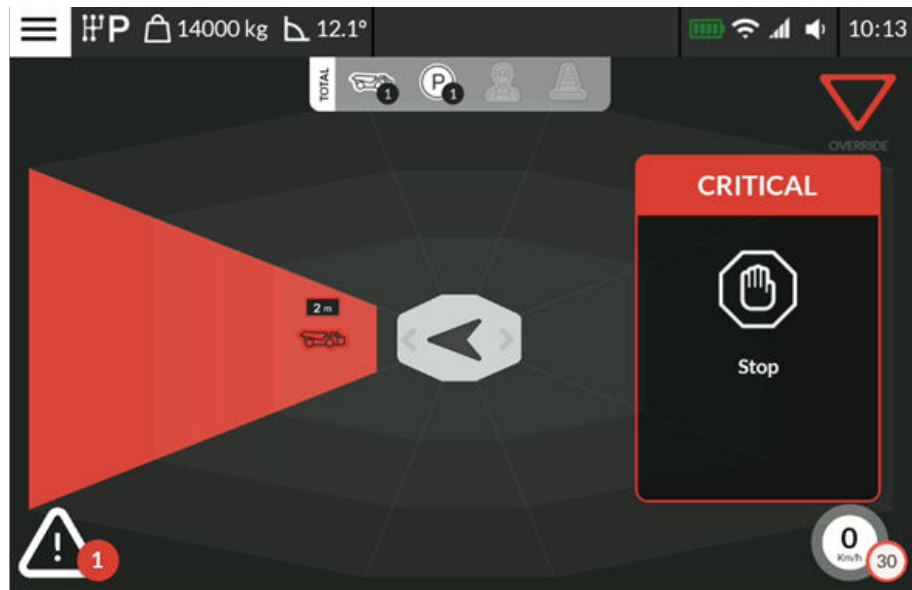 P 14000 kg 12.1° 10:13
TOTAL 1 P 1
OVERRIDE
CRITICAL
2 m
Stop
1
0
Km/h 30